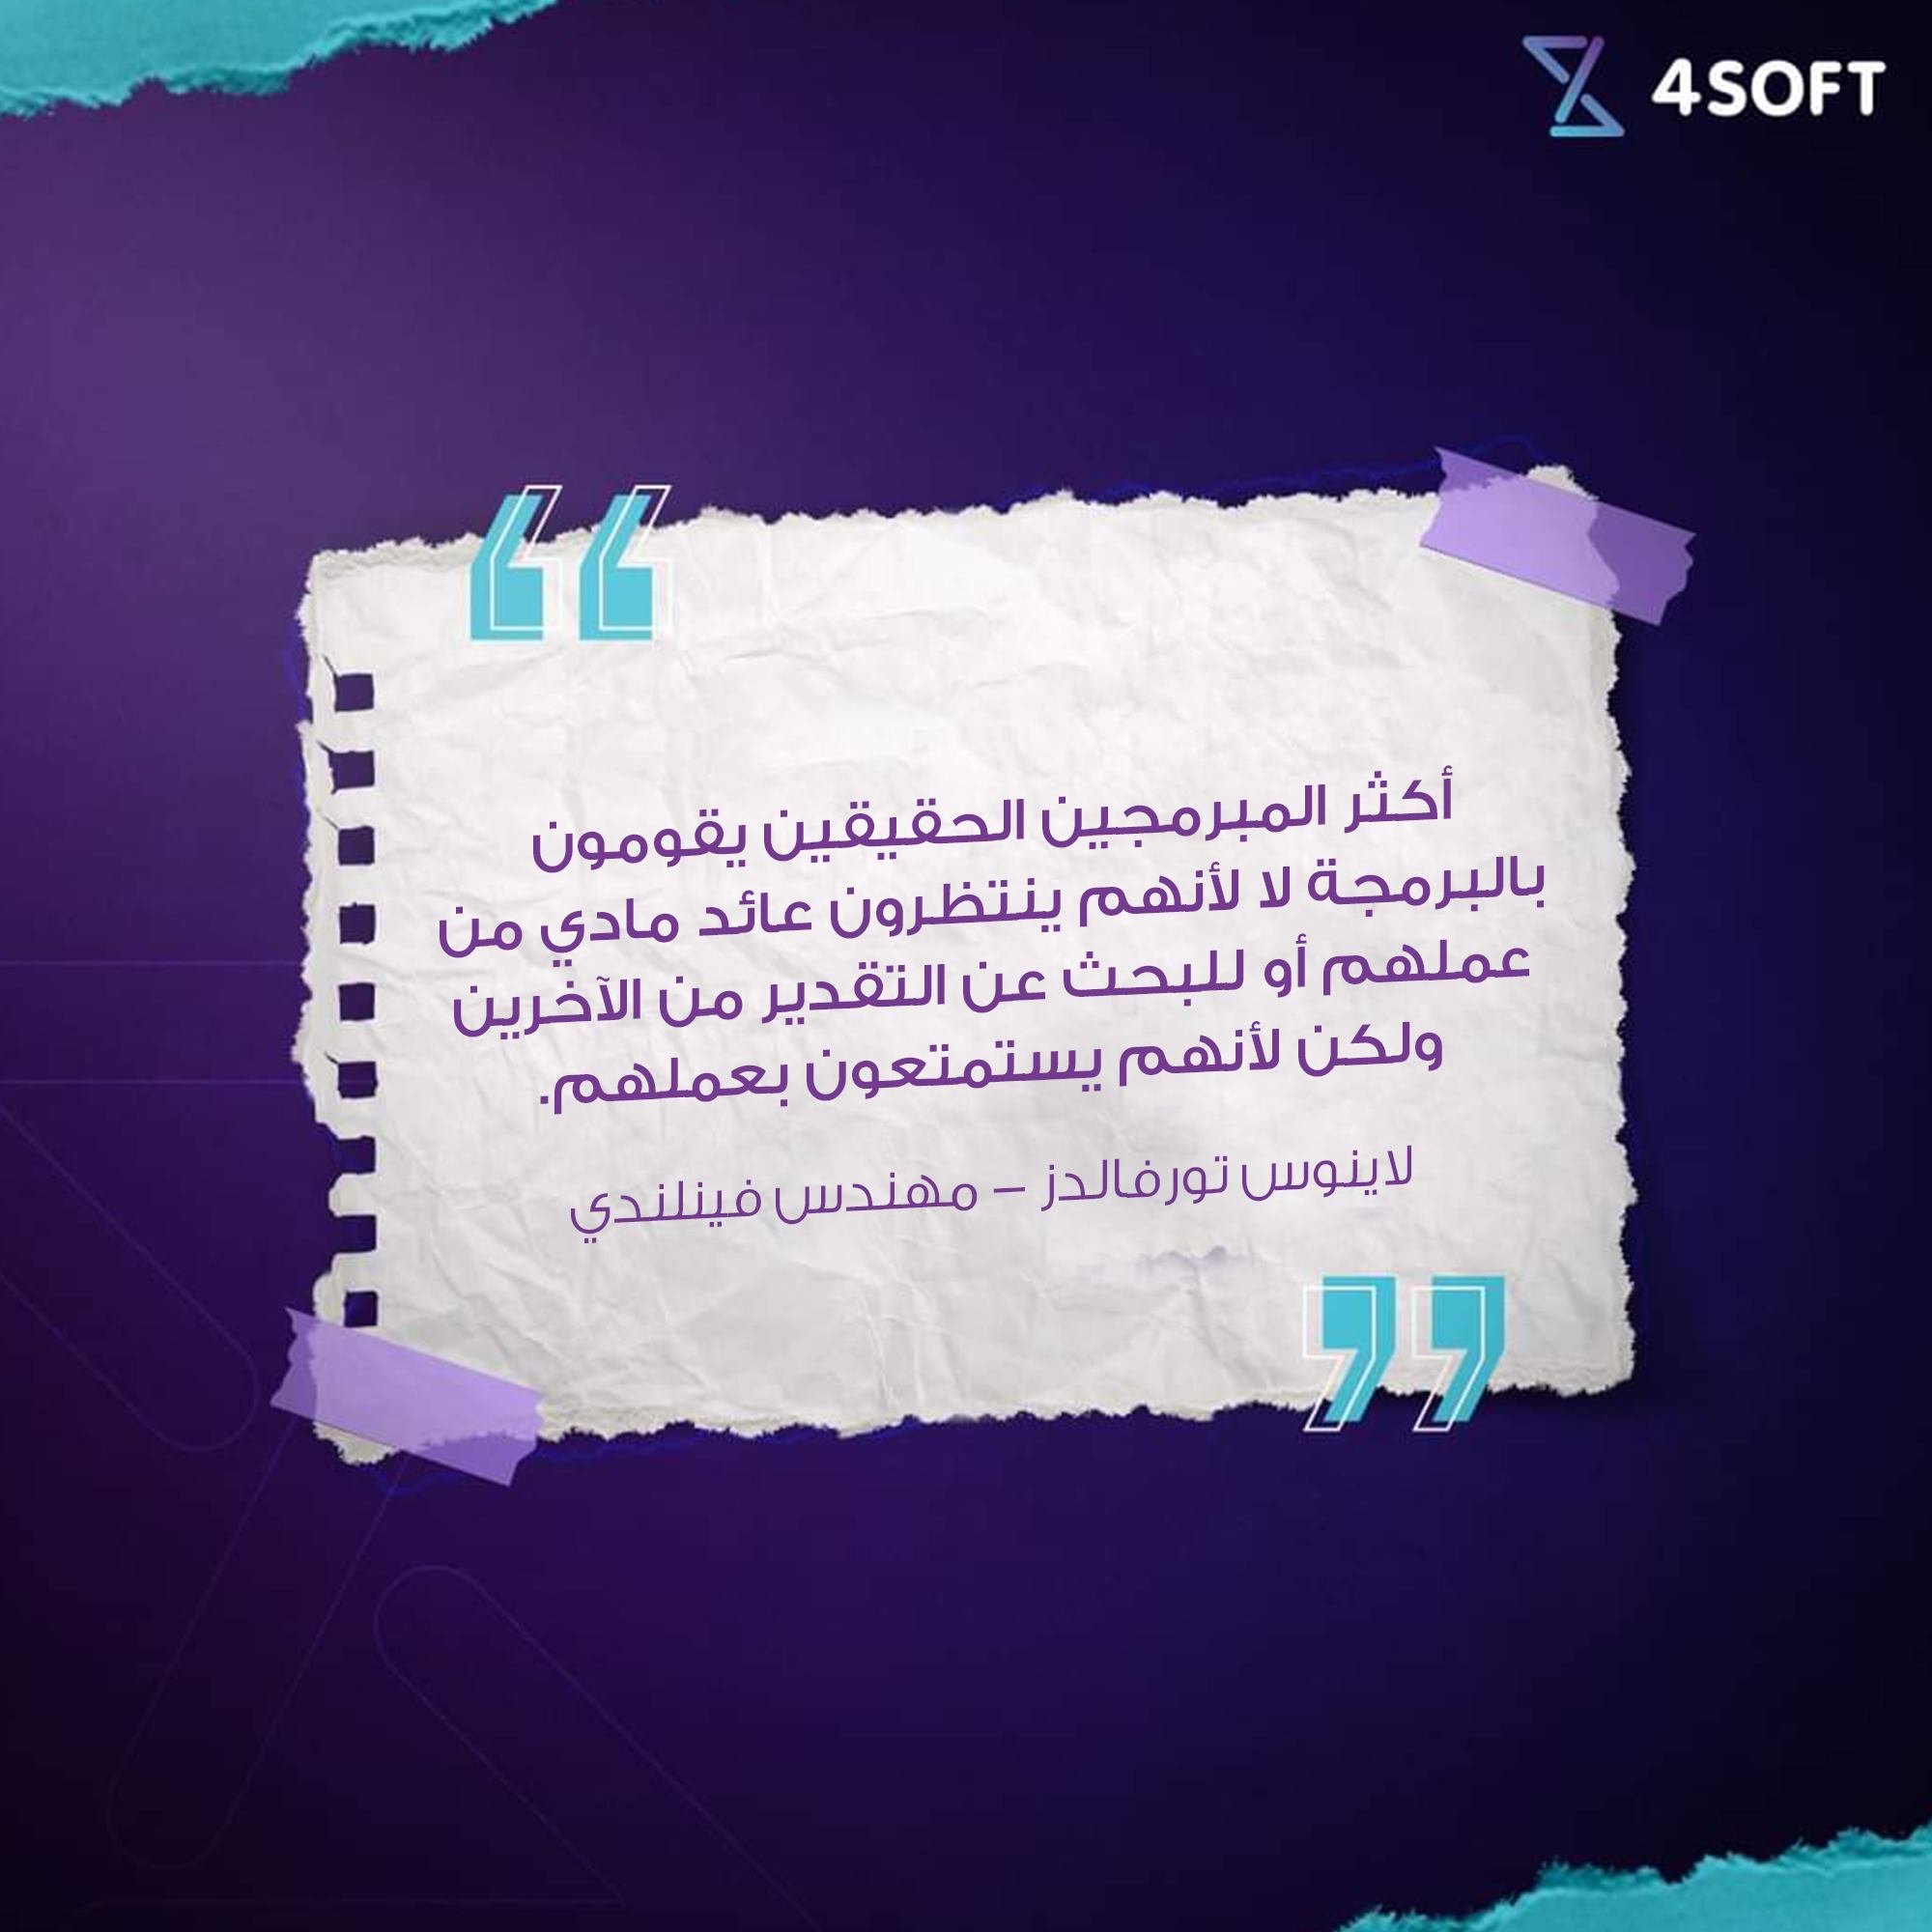 4SOFT
أكثر المبرمجين الحقيقين يقومون
بالبرمجة لا لأنهم ينتظرون عائد مادي من
عملهم أو للبحث عن التقدير من الآخرين
ولكن لأنهم يستمتعون بعملهم.
لاينوس تورفالدز – مهندس فينلندي